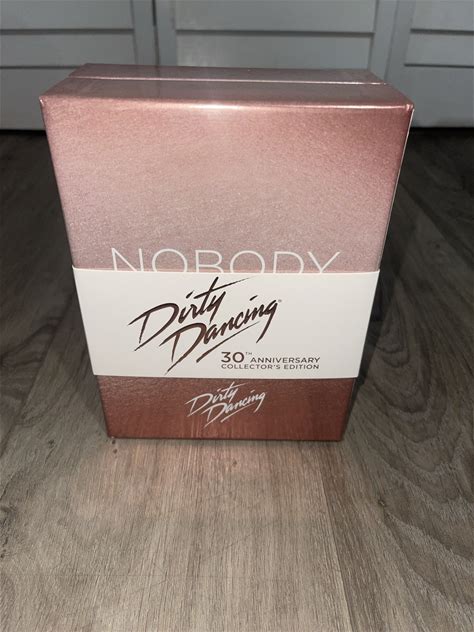 NOBODY
Dirty
Dancing®
30TH ANNIVERSARY
COLLECTOR'S EDITION
Dirty
Dancing